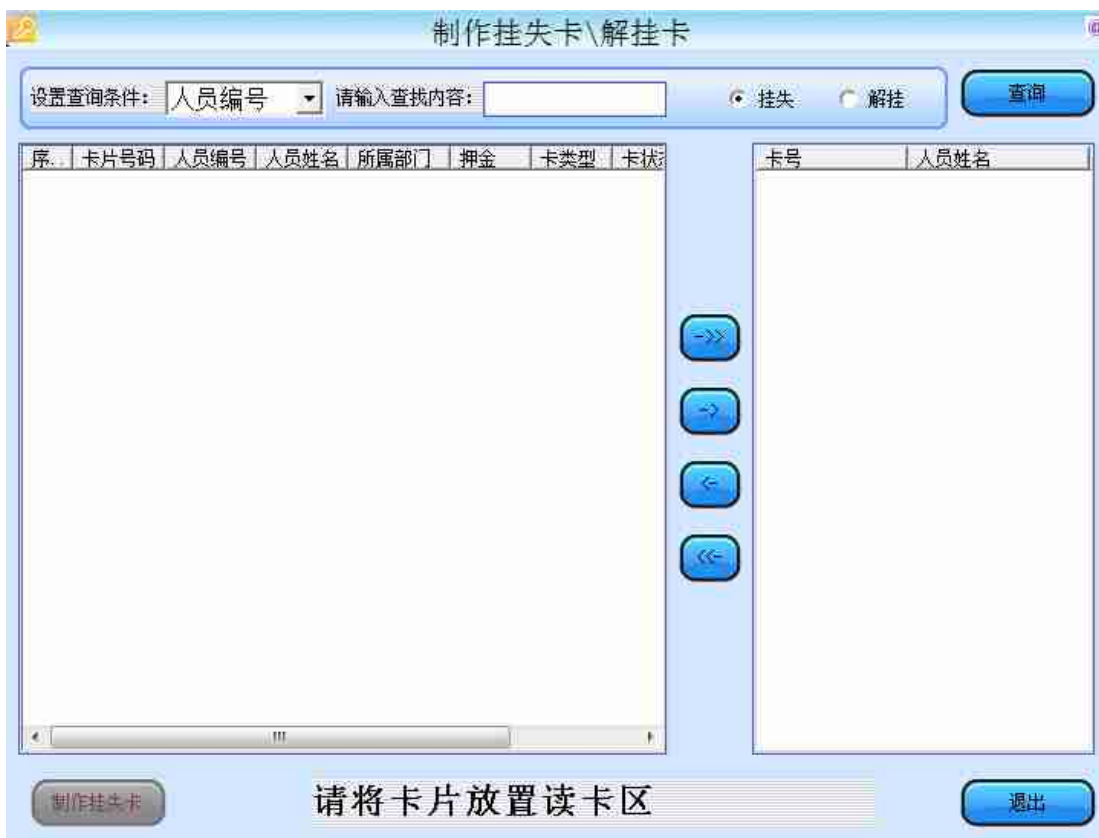 制作挂失卡\解挂卡
设置查询条件： 人员编号 请输入查找内容： 挂失 解挂 查询
序.. 卡片号码 人员编号 人员姓名 所属部门 押金 卡类型 卡状 卡号 人员姓名
->>
->
<-
<<-
制作挂失卡 请将卡片放置读卡区 退出